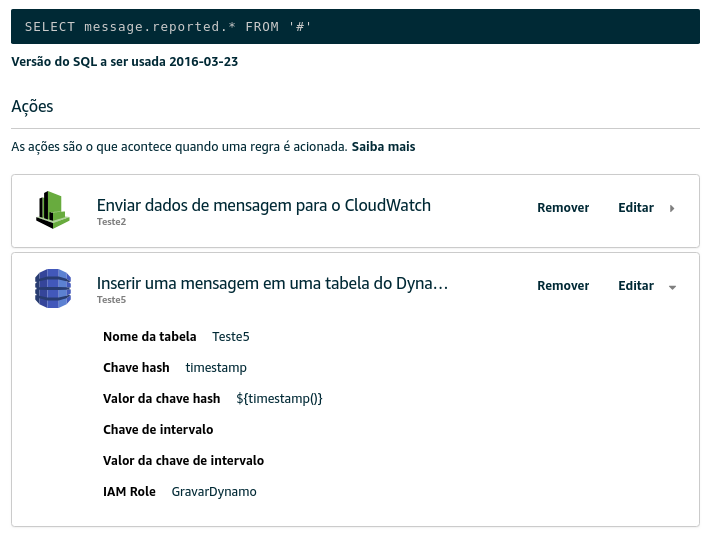 SELECT message.reported.* FROM '#'
Versão do SQL a ser usada 2016-03-23
Ações
As ações são o que acontece quando uma regra é acionada. Saiba mais
Enviar dados de mensagem para o CloudWatch
Remover Editar
Teste2
Inserir uma mensagem em uma tabela do Dyna...
Remover Editar
Teste5
Nome da tabela Teste5
Chave hash timestamp
Valor da chave hash ${timestamp()}
Chave de intervalo
Valor da chave de intervalo
IAM Role GravarDynamo